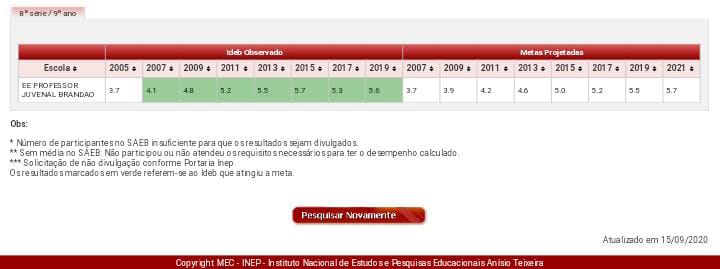 8ª série / 9º ano
Ideb Observado Metas Projetadas
Escola 2005 2007 2009 2011 2013 2015 2017 2019 2007 2009 2011 2013 2015 2017 2019 2021
EE PROFESSOR
JUVENAL BRANDAO 3.7 4.1 4.8 5.2 5.5 5.7 5.3 5.6 3.7 3.9 4.2 4.6 5.0 5.2 5.5 5.7
Obs:
* Número de participantes no SAEB insuficiente para que os resultados sejam divulgados.
** Sem média no SAEB: Não participou ou não atendeu os requisitos necessários para ter o desempenho calculado.
*** Solicitação de não divulgação conforme Portaria Inep.
Os resultados marcados em verde referem-se ao Ideb que atingiu a meta.
Pesquisar Novamente
Atualizado em 15/09/2020
Copyright MEC - INEP - Instituto Nacional de Estudos e Pesquisas Educacionais Anísio Teixeira